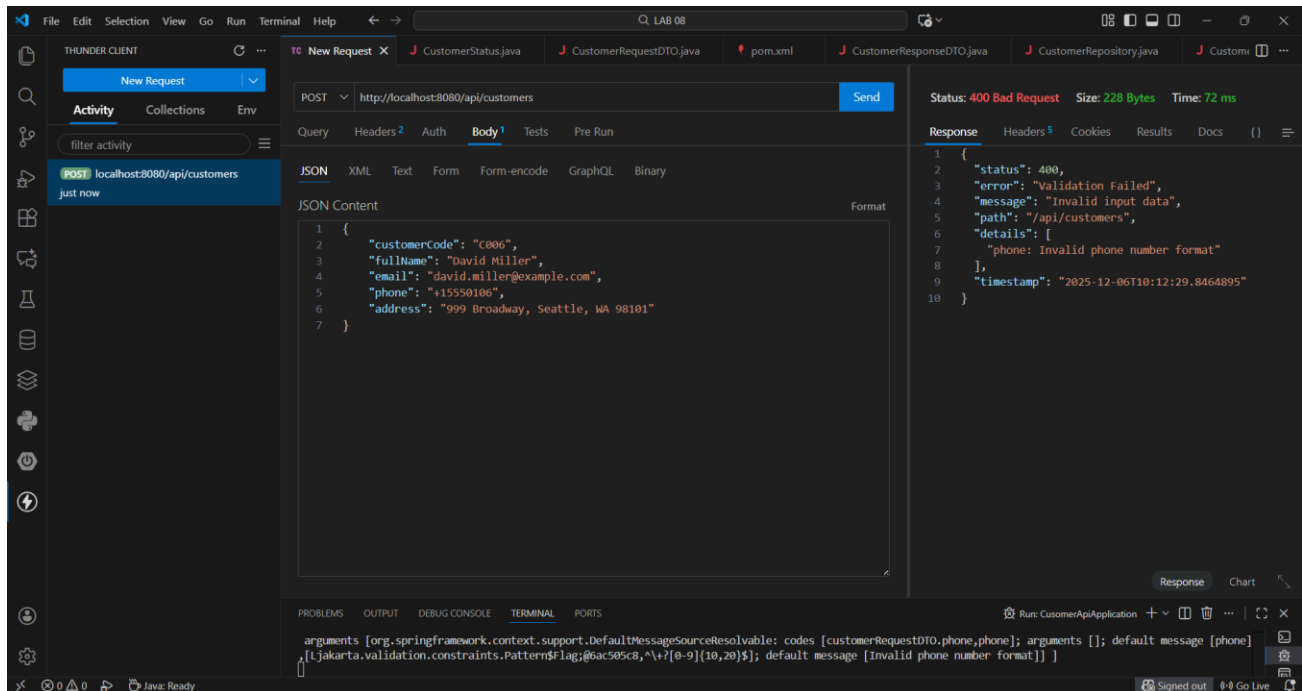 File Edit Selection View Go Run Terminal Help
LAB 08
THUNDER CLIENT
New Request
Activity Collections Env
filter activity
POST localhost:8080/api/customers
just now
TC New Request J CustomerStatus.java J CustomerRequestDTO.java pom.xml J CustomerResponseDTO.java J CustomerRepository.java J Custom
POST http://localhost:8080/api/customers Send
Query Headers 2 Auth Body 1 Tests Pre Run
JSON XML Text Form Form-encode GraphQL Binary
JSON Content Format
1 {
2 "customerCode": "C006",
3 "fullName": "David Miller",
4 "email": "david.miller@example.com",
5 "phone": "+15550106",
6 "address": "999 Broadway, Seattle, WA 98101"
7 }
Status: 400 Bad Request Size: 228 Bytes Time: 72 ms
Response Headers 5 Cookies Results Docs {}
1 {
2 "status": 400,
3 "error": "Validation Failed",
4 "message": "Invalid input data",
5 "path": "/api/customers",
6 "details": [
7 "phone: Invalid phone number format"
8 ],
9 "timestamp": "2025-12-06T10:12:29.8464895"
10 }
Response Chart
PROBLEMS OUTPUT DEBUG CONSOLE TERMINAL PORTS
Run: CusomerApiApplication
arguments [org.springframework.context.support.DefaultMessageSourceResolvable: codes [customerRequestDTO.phone,phone]; arguments []; default message [phone]
,[Ljakarta.validation.constraints.Pattern$Flag;@6ac505c8,^\+?[0-9]{10,20}$]; default message [Invalid phone number format]] ]
0 0 Java: Ready
Signed out Go Live